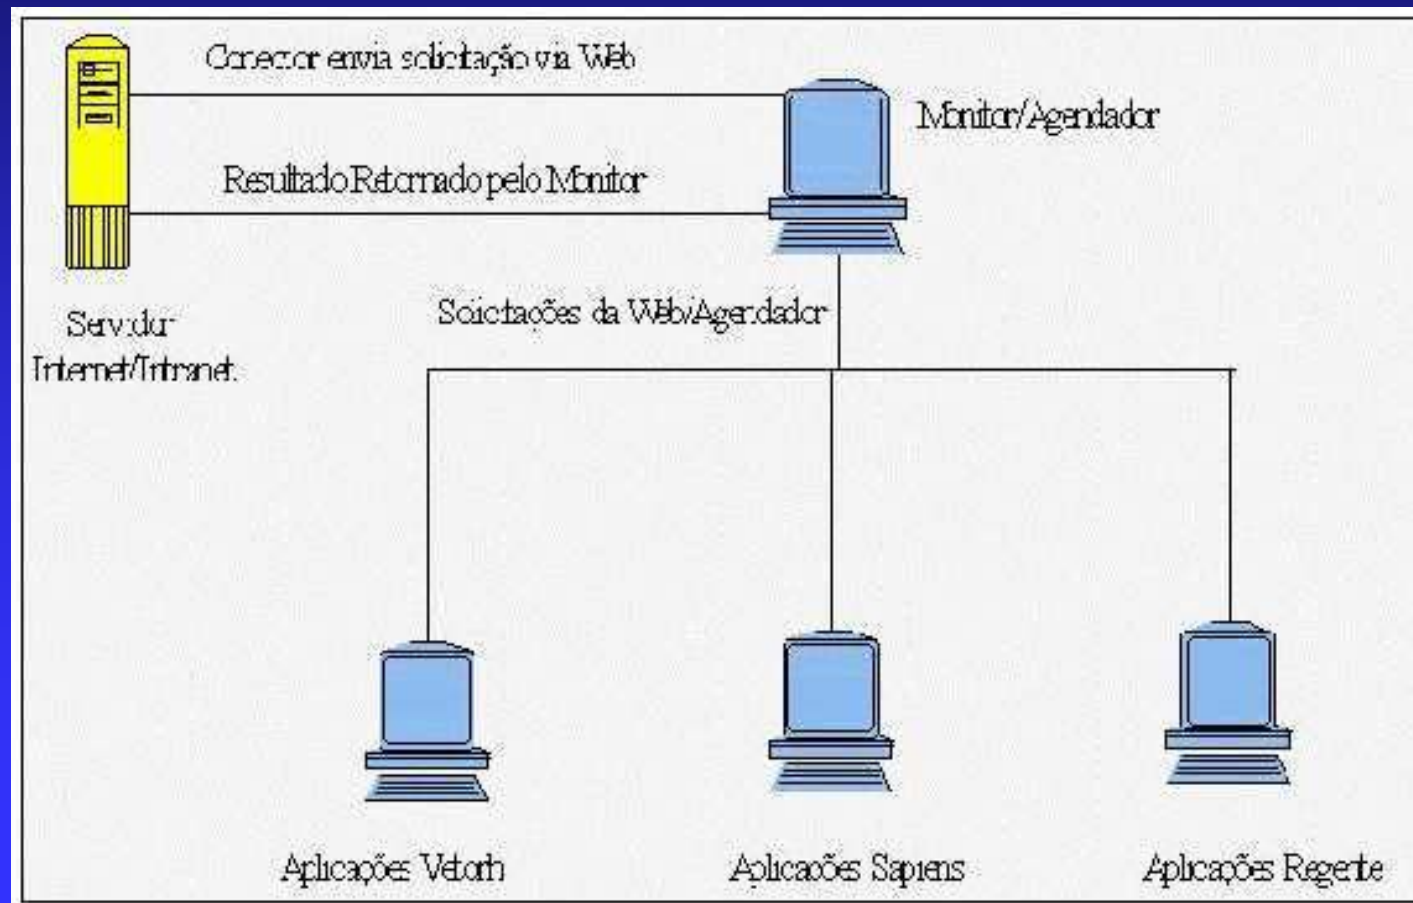 Conector envia solicitação via Web
Monitor/Agendador
Resultado Retornado pelo Monitor
Solicitações da Web/Agendador
Servidor
Internet/Intranet
Aplicações Vetorh
Aplicações Sapiens
Aplicações Regente